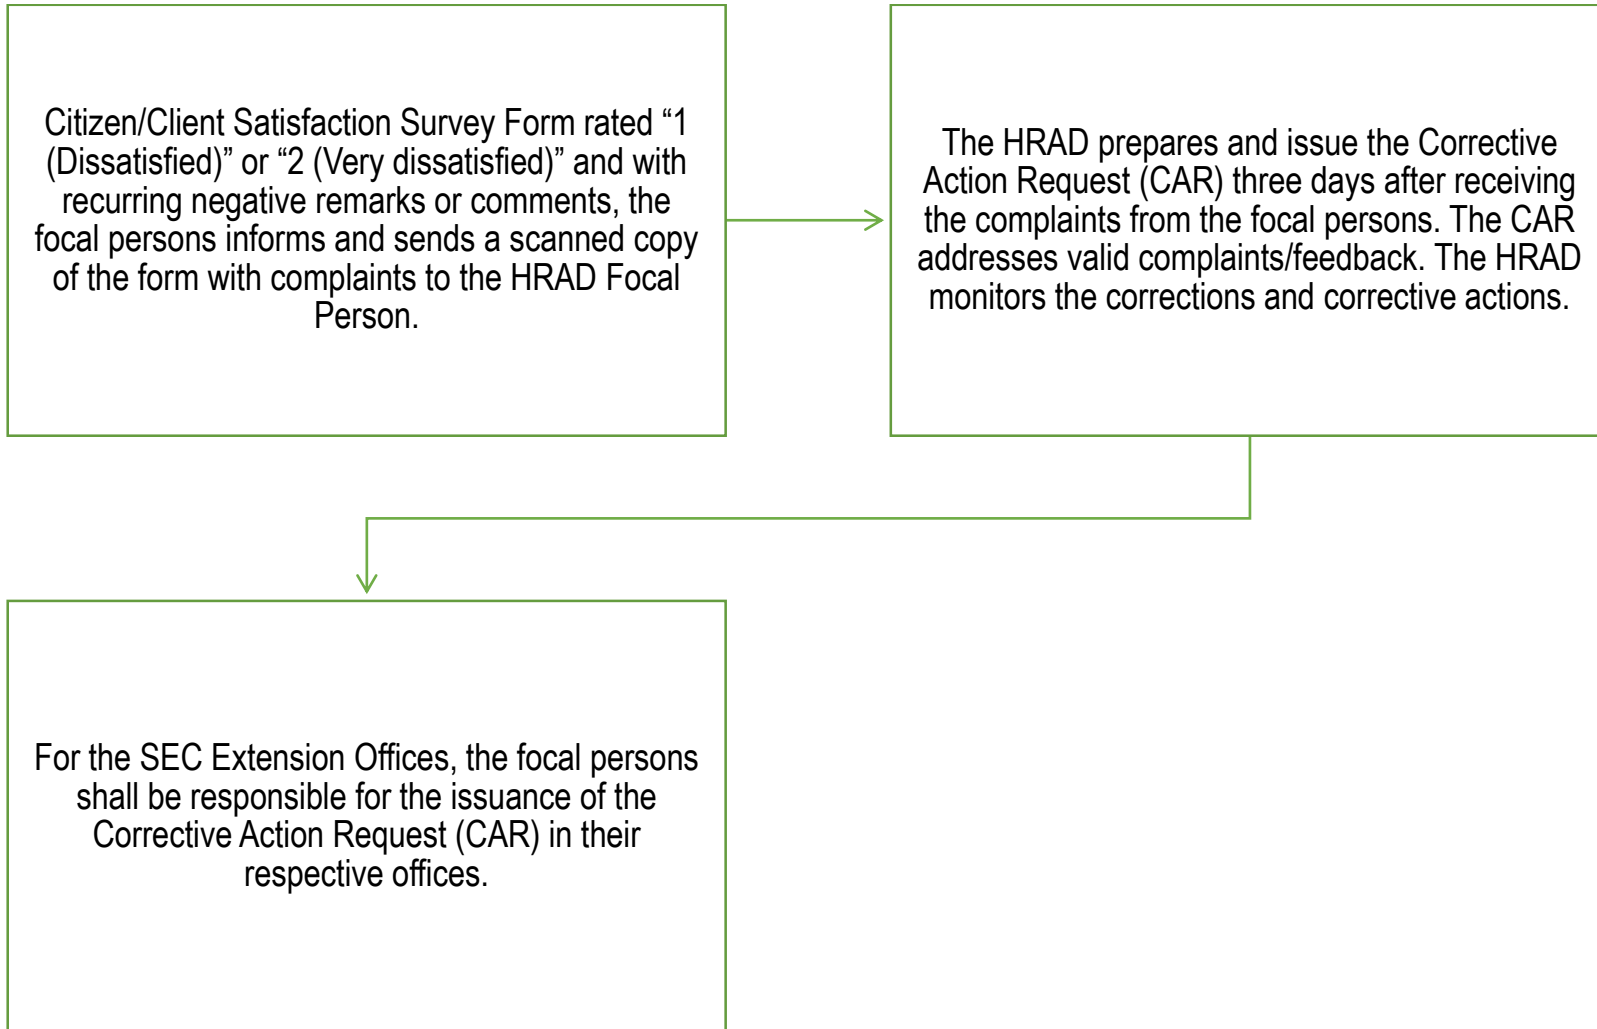 Citizen/Client Satisfaction Survey Form rated “1
(Dissatisfied)” or “2 (Very dissatisfied)” and with
recurring negative remarks or comments, the
focal persons informs and sends a scanned copy
of the form with complaints to the HRAD Focal
Person.
The HRAD prepares and issue the Corrective
Action Request (CAR) three days after receiving
the complaints from the focal persons. The CAR
addresses valid complaints/feedback. The HRAD
monitors the corrections and corrective actions.
For the SEC Extension Offices, the focal persons
shall be responsible for the issuance of the
Corrective Action Request (CAR) in their
respective offices.